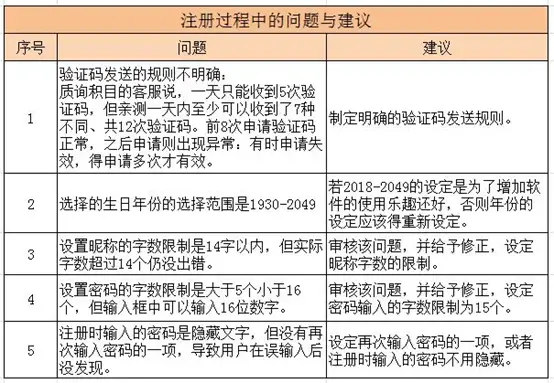 注册过程中的问题与建议
序号 问题 建议
1
验证码发送的规则不明确：
质询积目的客服说，一天只能收到5次验
证码，但亲测一天内至少可以收到了7种
不同、共12次验证码。前8次申请验证码
正常，之后申请则出现异常：有时申请失
效，得申请多次才有效。
制定明确的验证码发送规则。
2
选择的生日年份的选择范围是1930-2049
若2018-2049的设定是为了增加软
件的使用乐趣还好，否则年份的
设定应该得重新设定。
3
设置昵称的字数限制是14字以内，但实际
字数超过14个仍没出错。
审核该问题，并给予修正，设定
昵称字数的限制。
4
设置密码的字数限制是大于5个小于16
个，但输入框中可以输入16位数字。
审核该问题，并给予修正，设定
密码输入的字数限制为15个。
5
注册时输入的密码是隐藏文字，但没有再
次输入密码的一项，导致用户在误输入后
没发现。
设定再次输入密码的一项，或者
注册时输入的密码不用隐藏。